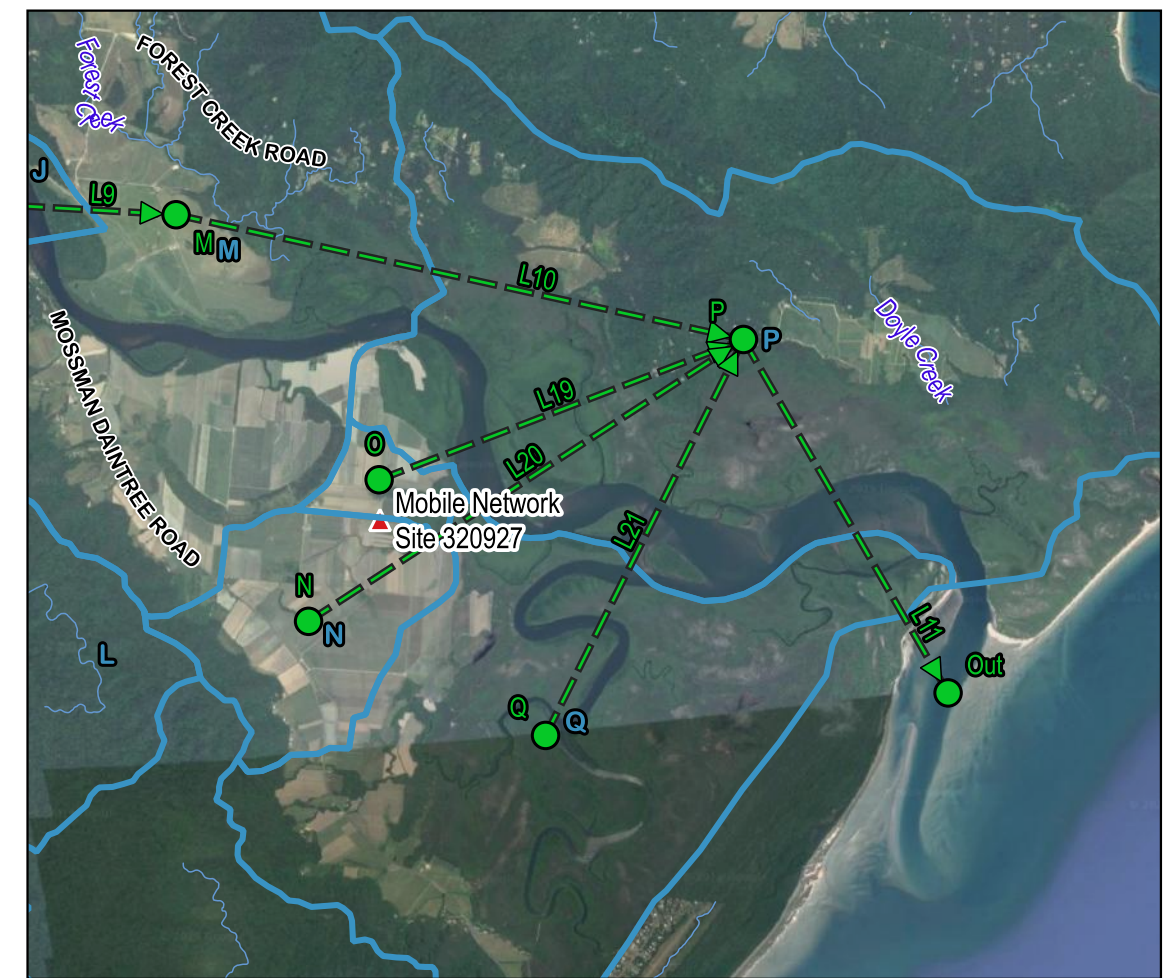 Forest
Creek
FOREST CREEK ROAD
J
L9
M
M
L10
P
P
Doyle Creek
MOSSMAN DAINTREE ROAD
L19
O
L20
Mobile Network
Site 320927
L21
N
N
L
L11
Out
Q
Q